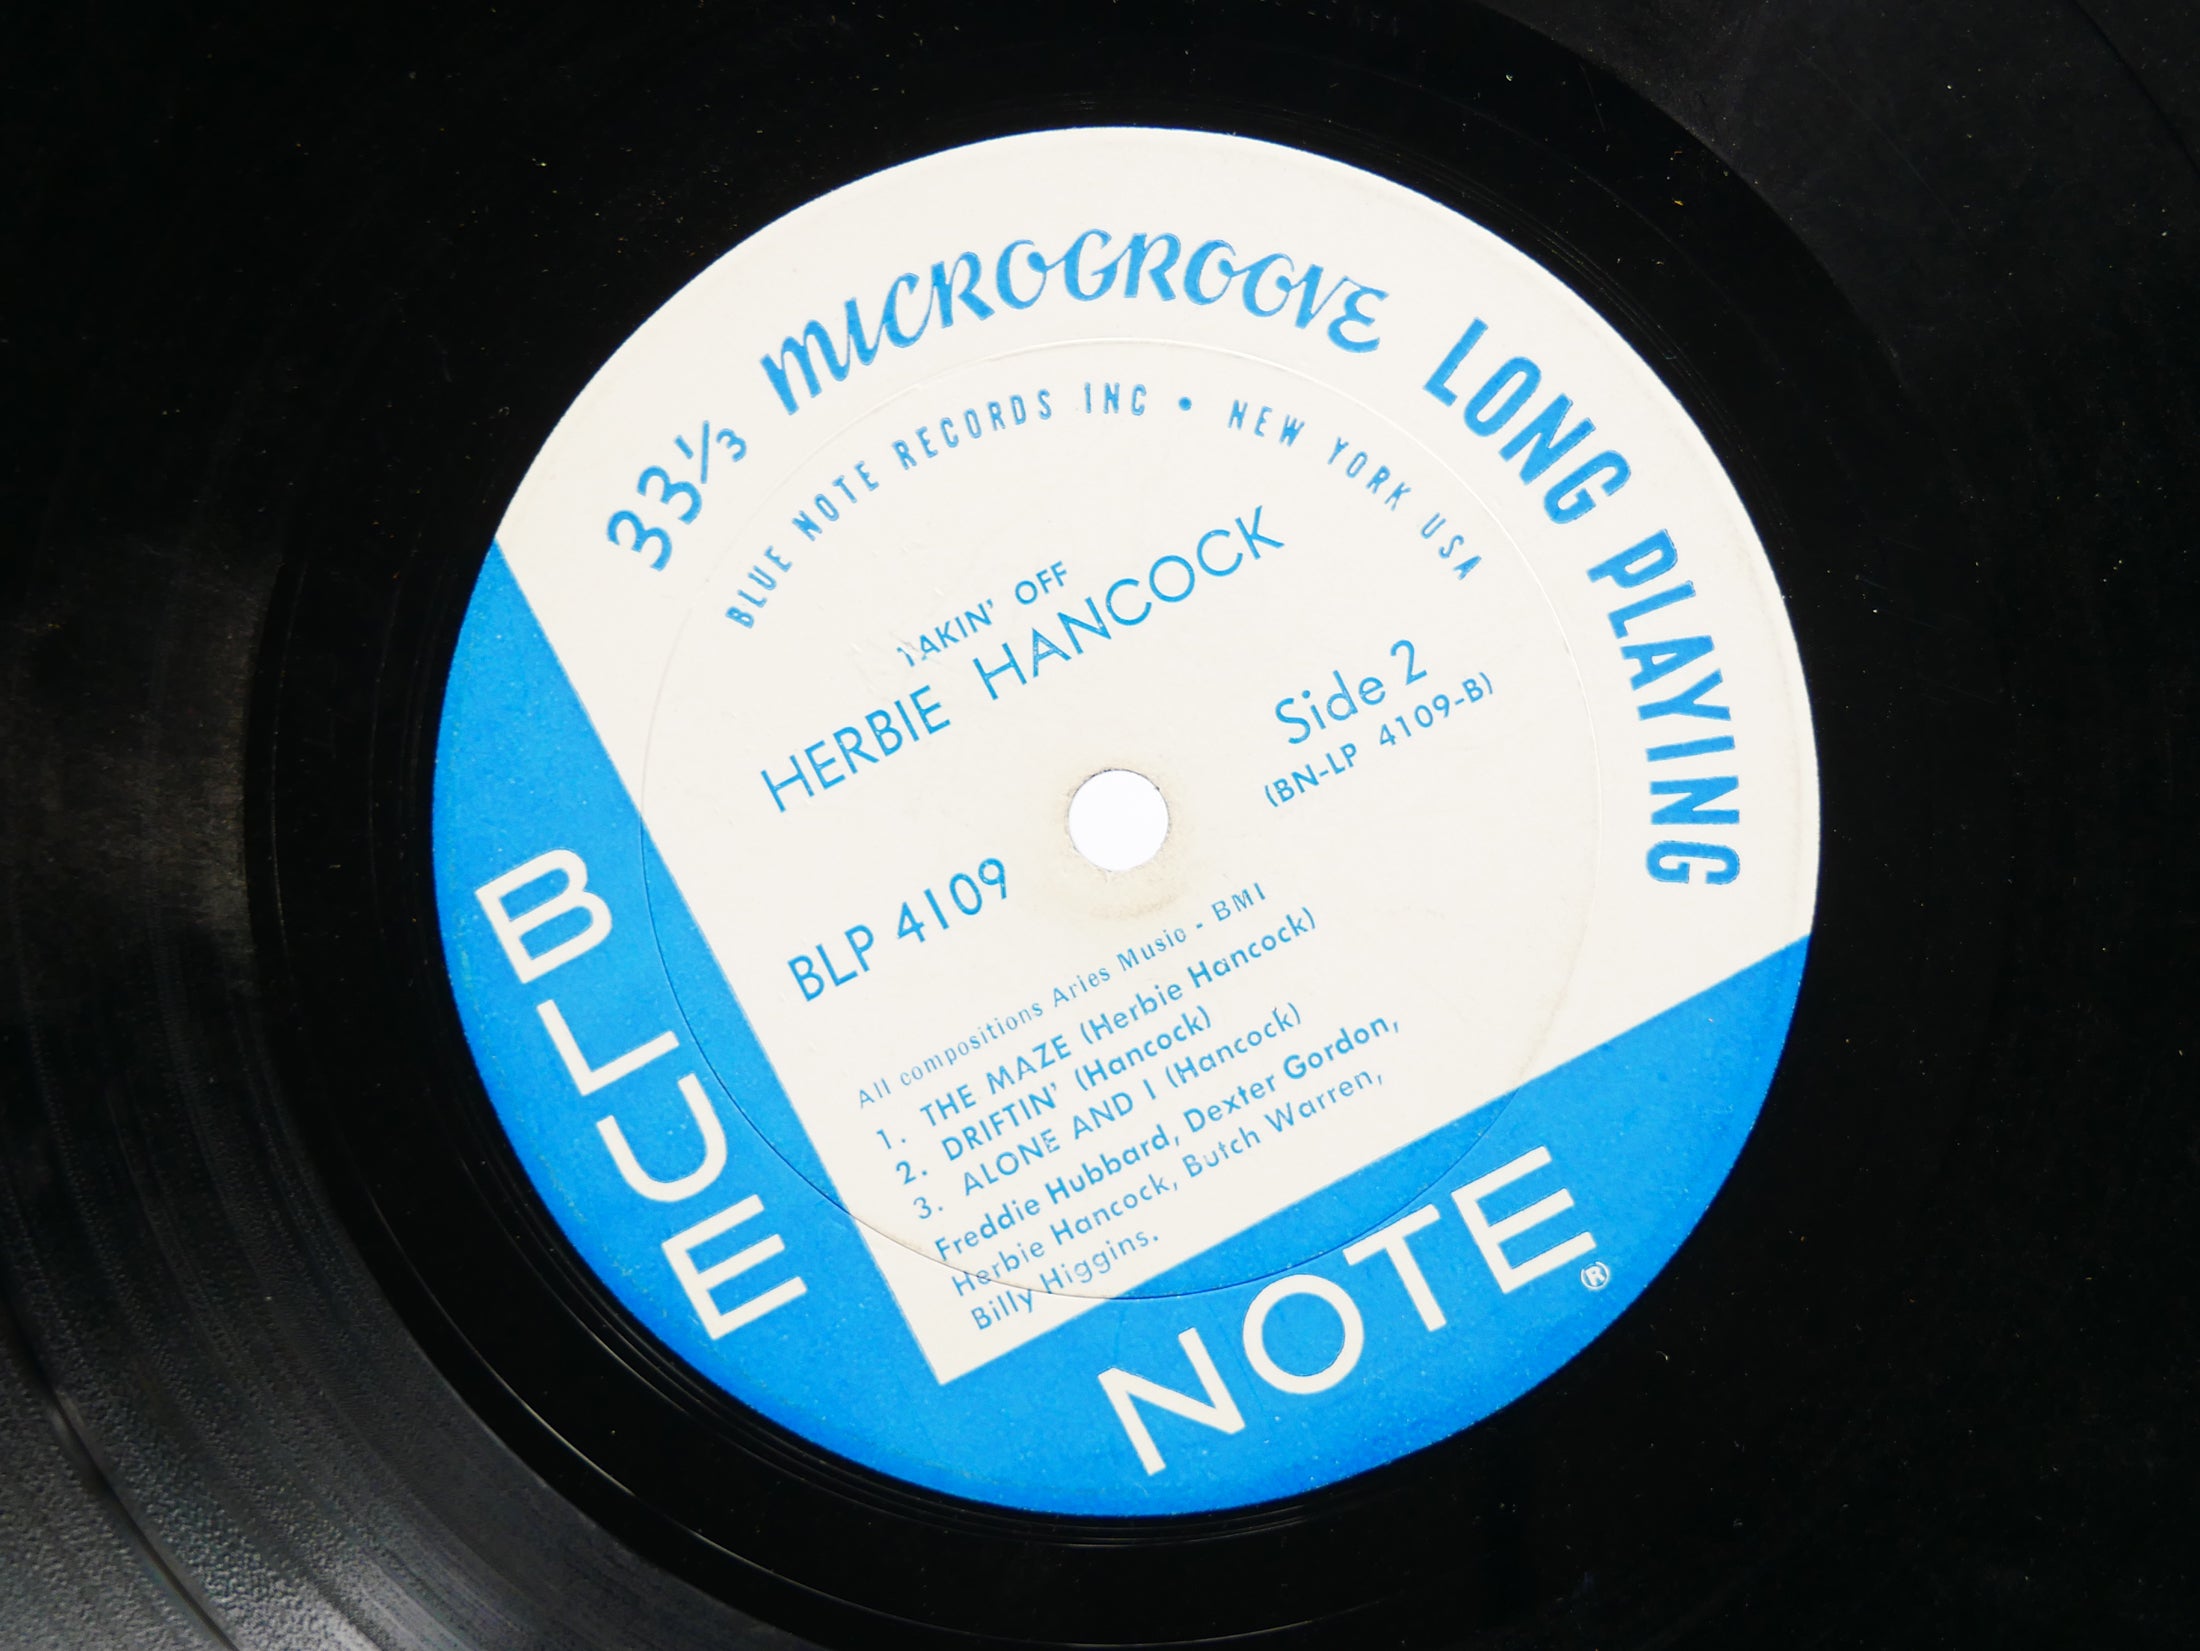 33⅓ MICROGROOVE LONG PLAYING
BLUE NOTE RECORDS INC • NEW YORK USA
TAKIN' OFF
HERBIE HANCOCK
Side 2
(BN-LP 4109-B)
BLP 4109
All compositions Aries Music - BMI
1. THE MAZE (Herbie Hancock)
2. DRIFTIN' (Hancock)
3. ALONE AND I (Hancock)
Freddie Hubbard, Dexter Gordon,
Herbie Hancock, Butch Warren,
Billy Higgins.
BLUE
NOTE®